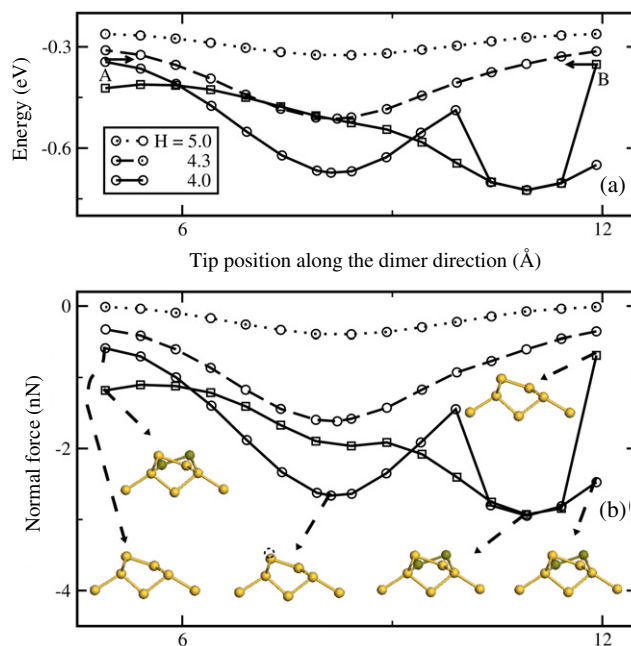 -0.3
A
B
Energy (eV)
H = 5.0
4.3
4.0
-0.6
(a)
6
12
Tip position along the dimer direction (Å)
0
Normal force (nN)
-2
(b)
-4
6
12